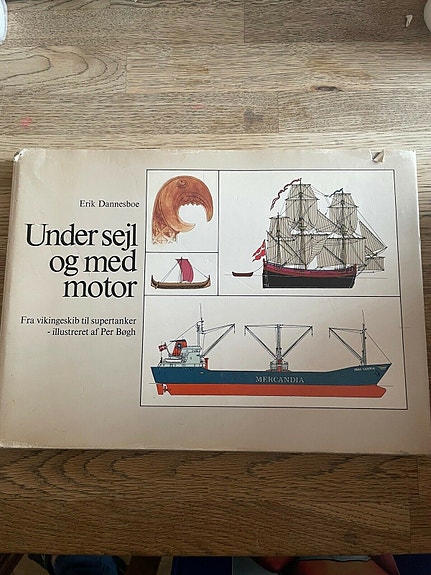 Erik Dannesboe
Under sejl
og med
motor
Fra vikingeskib til supertanker
- illustreret af Per Bøgh
MERCANDIA